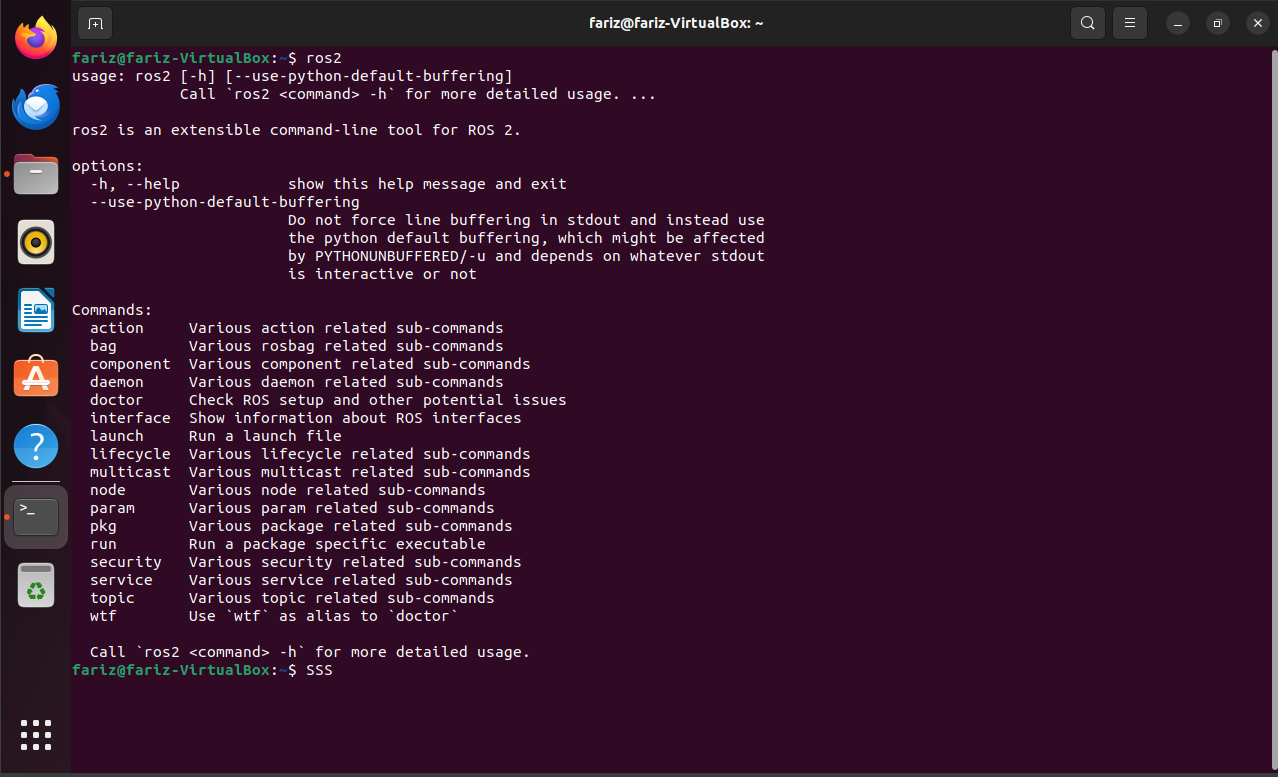 fariz@fariz-VirtualBox: ~
fariz@fariz-VirtualBox:~$ ros2
usage: ros2 [-h] [--use-python-default-buffering]
            Call `ros2 <command> -h` for more detailed usage. ...

ros2 is an extensible command-line tool for ROS 2.

options:
  -h, --help            show this help message and exit
  --use-python-default-buffering
                        Do not force line buffering in stdout and instead use
                        the python default buffering, which might be affected
                        by PYTHONUNBUFFERED/-u and depends on whatever stdout
                        is interactive or not

Commands:
  action     Various action related sub-commands
  bag        Various rosbag related sub-commands
  component  Various component related sub-commands
  daemon     Various daemon related sub-commands
  doctor     Check ROS setup and other potential issues
  interface  Show information about ROS interfaces
  launch     Run a launch file
  lifecycle  Various lifecycle related sub-commands
  multicast  Various multicast related sub-commands
  node       Various node related sub-commands
  param      Various param related sub-commands
  pkg        Various package related sub-commands
  run        Run a package specific executable
  security   Various security related sub-commands
  service    Various service related sub-commands
  topic      Various topic related sub-commands
  wtf        Use `wtf` as alias to `doctor`

  Call `ros2 <command> -h` for more detailed usage.
fariz@fariz-VirtualBox:~$ SSS